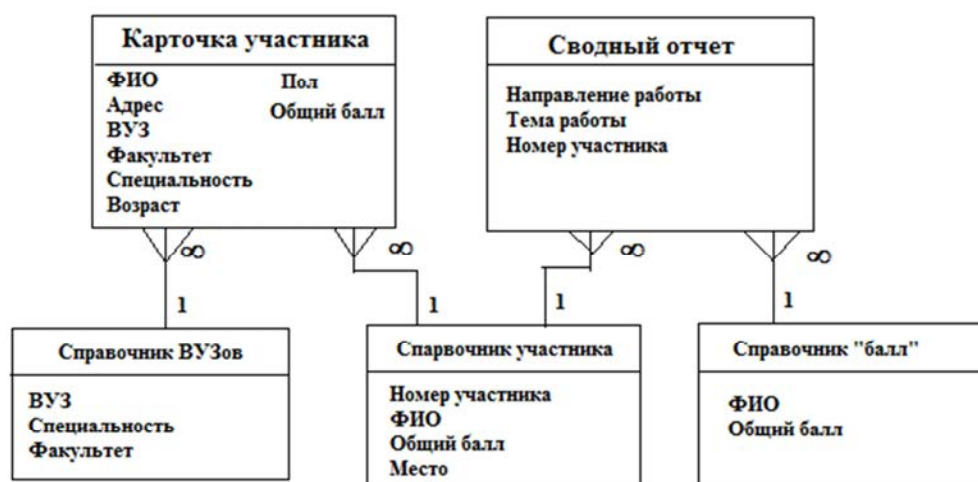 Карточка участника
ФИО
Адрес
ВУЗ
Факультет
Специальность
Возраст
Пол
Общий балл
Сводный отчет
Направление работы
Тема работы
Номер участника
∞
∞
∞
∞
1
1
1
1
Справочник ВУЗов
ВУЗ
Специальность
Факультет
Спарвочник участника
Номер участника
ФИО
Общий балл
Место
Справочник "балл"
ФИО
Общий балл